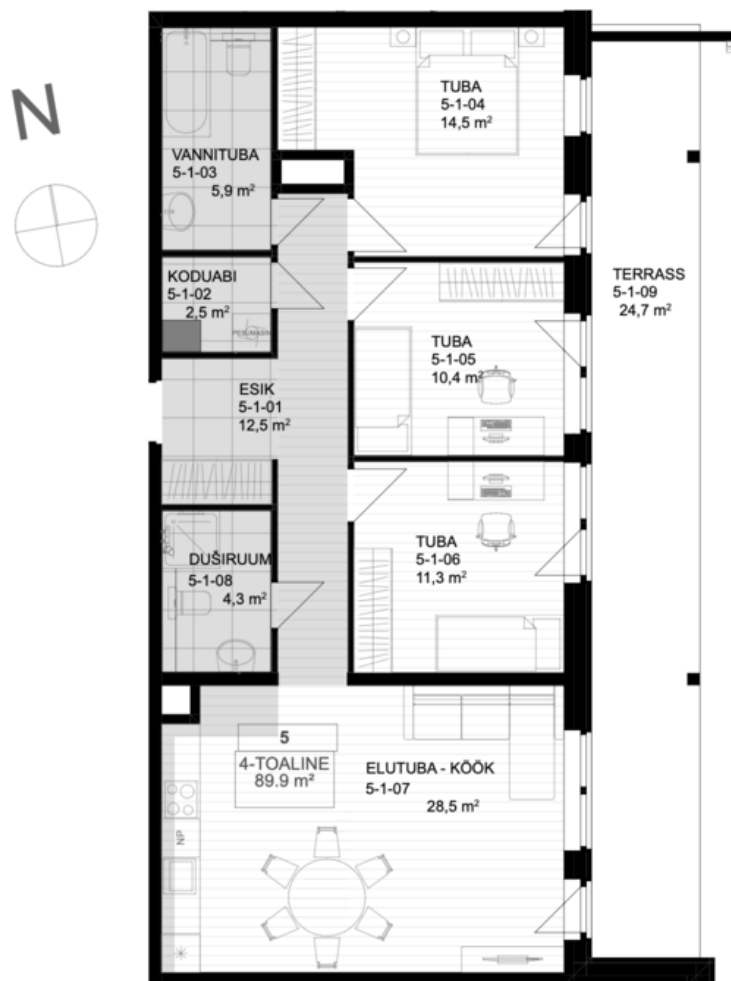 N
TUBA
5-1-04
14,5 m²
VANNITUBA
5-1-03
5,9 m²
KODUABI
5-1-02
2,5 m²
TERRASS
5-1-09
24,7 m²
TUBA
5-1-05
10,4 m²
ESIK
5-1-01
12,5 m²
TUBA
5-1-06
11,3 m²
DUŠIRUUM
5-1-08
4,3 m²
5
4-TOALINE
89.9 m²
ELUTUBA - KÖÖK
5-1-07
28,5 m²
NP